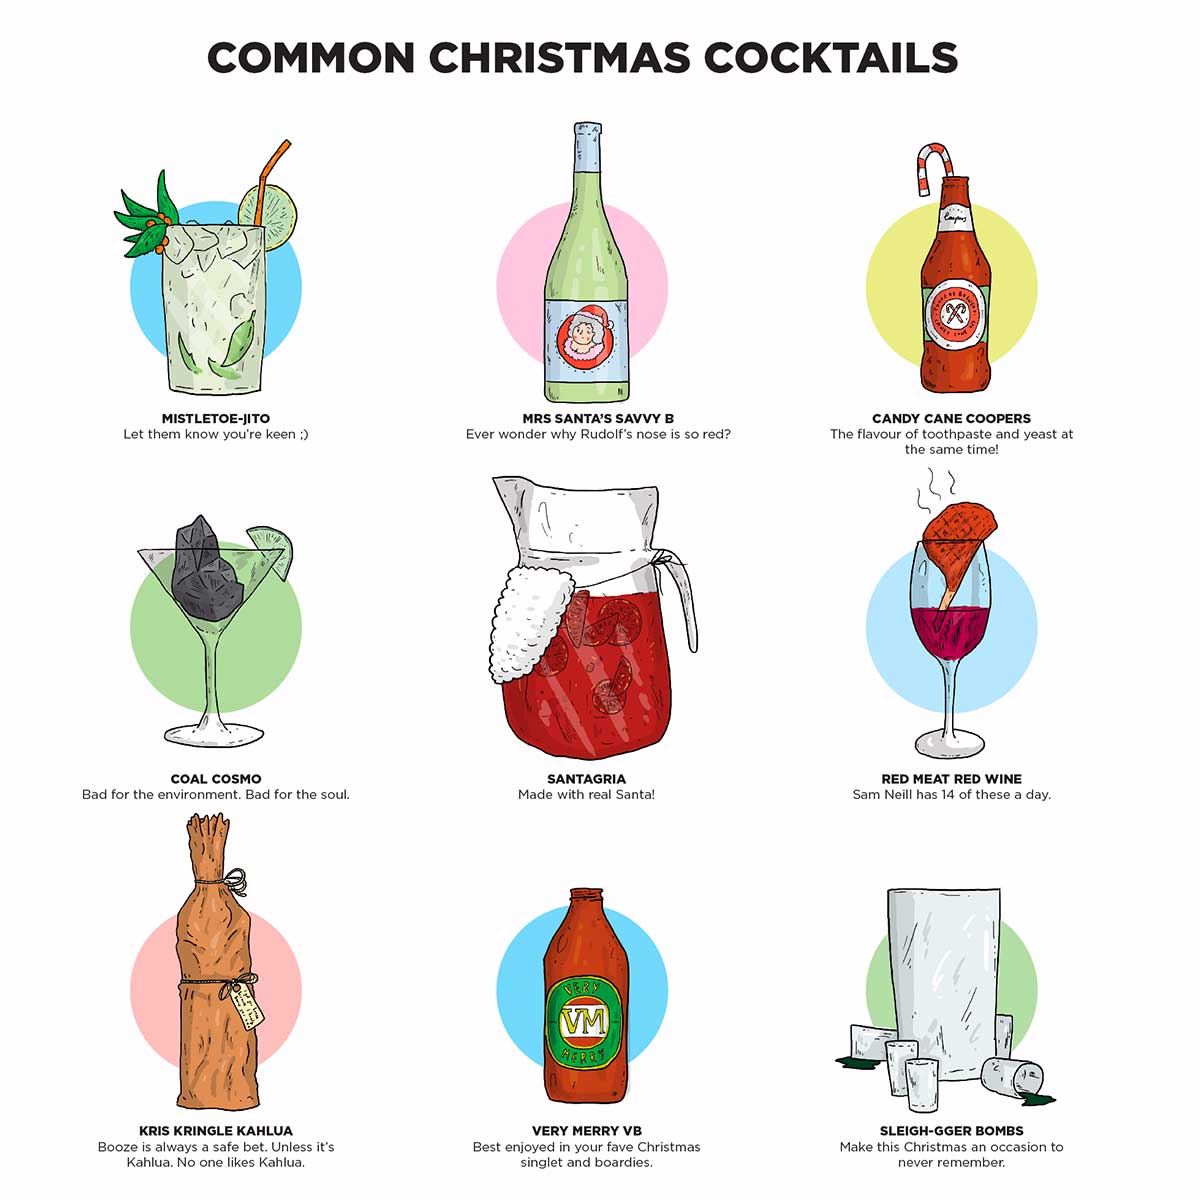 COMMON CHRISTMAS COCKTAILS
MISTLETOE-JITO
Let them know you're keen ;)
MRS SANTA'S SAVVY B
Ever wonder why Rudolf's nose is so red?
Coopers
CANDY CANE COOPERS
The flavour of toothpaste and yeast at
the same time!
COAL COSMO
Bad for the environment. Bad for the soul.
SANTAGRIA
Made with real Santa!
RED MEAT RED WINE
Sam Neill has 14 of these a day.
KRIS KRINGLE KAHLUA
Booze is always a safe bet. Unless it's
Kahlua. No one likes Kahlua.
VERY
VM
MERRY
VERY MERRY VB
Best enjoyed in your fave Christmas
singlet and boardies.
SLEIGH-GGER BOMBS
Make this Christmas an occasion to
never remember.